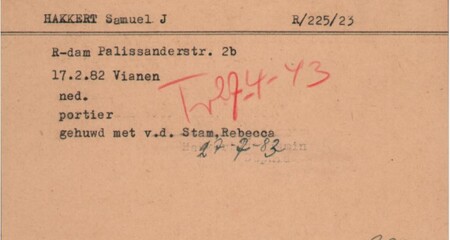 HAKKERT Samuel J R/225/23
R-dam Palissanderstr. 2b
17.2.82 Vianen
ned.
portier
gehuwd met v.d. Stam,Rebecca
27-7-83